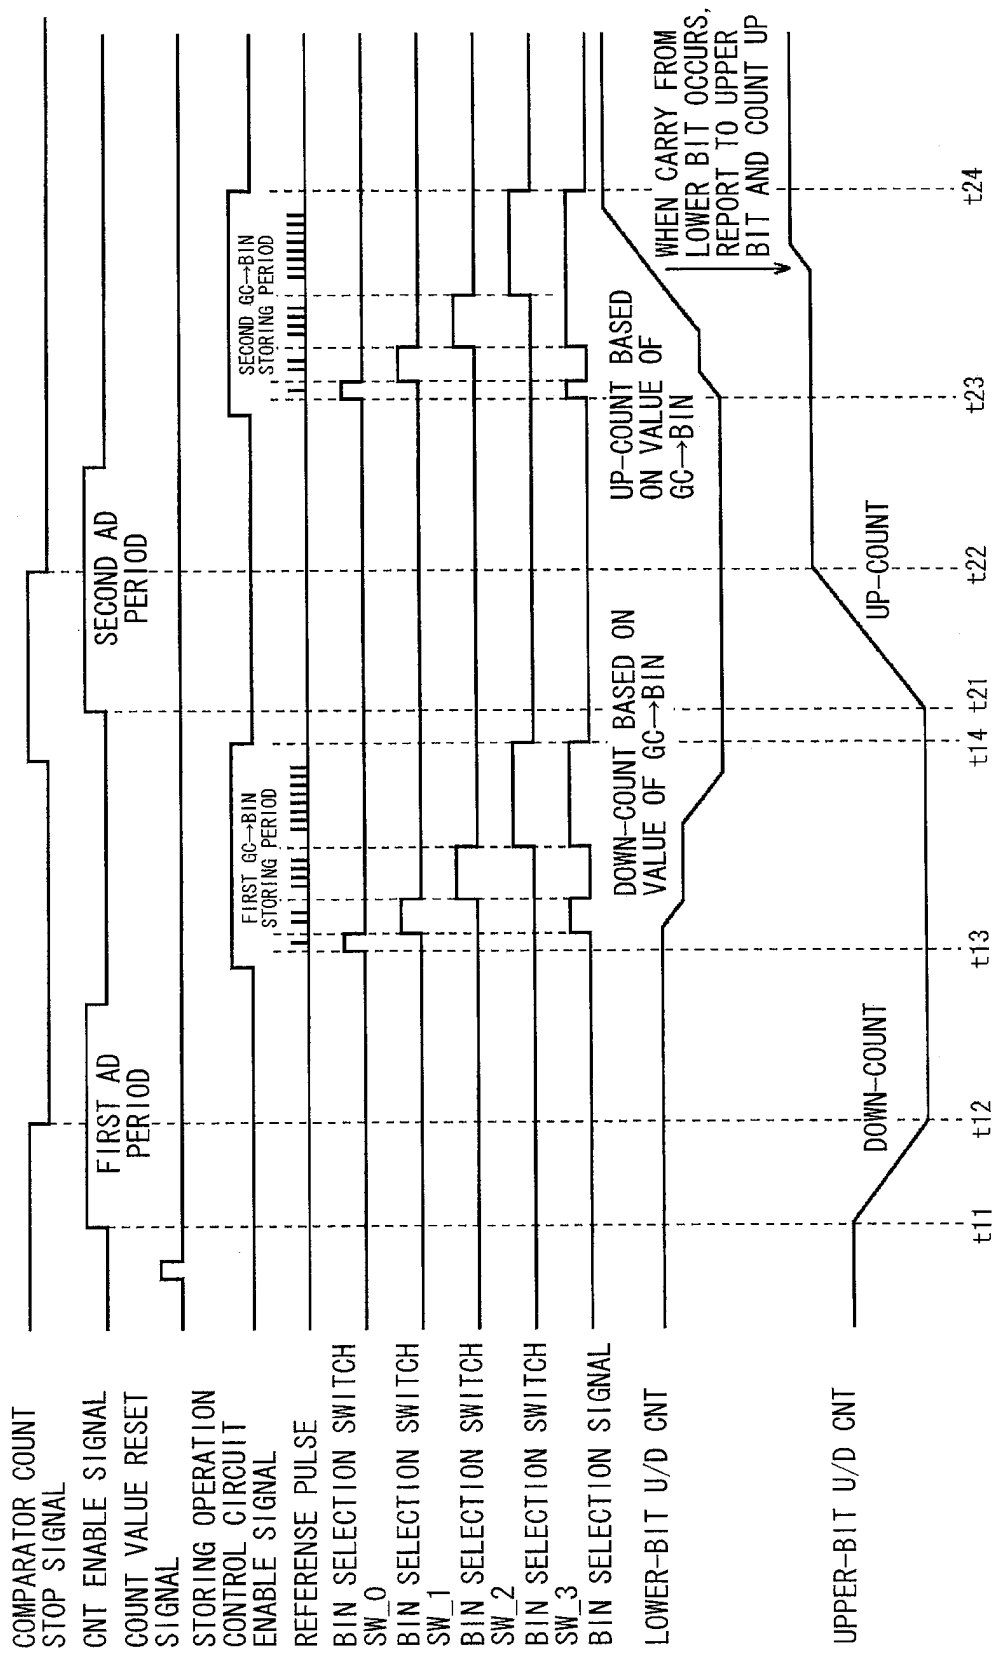 COMPARATOR COUNT
STOP SIGNAL
CNT ENABLE SIGNAL
COUNT VALUE RESET
SIGNAL
STORING OPERATION
CONTROL CIRCUIT
ENABLE SIGNAL
REFERENSE PULSE
BIN SELECTION SWITCH
SW_0
BIN SELECTION SWITCH
SW_1
BIN SELECTION SWITCH
SW_2
BIN SELECTION SWITCH
SW_3
BIN SELECTION SIGNAL
LOWER-BIT U/D CNT
UPPER-BIT U/D CNT
FIRST AD
PERIOD
SECOND AD
PERIOD
FIRST GC→BIN
STORING PERIOD
SECOND GC→BIN
STORING PERIOD
DOWN-COUNT BASED ON
VALUE OF GC→BIN
UP-COUNT BASED
ON VALUE OF
GC→BIN
WHEN CARRY FROM
LOWER BIT OCCURS,
REPORT TO UPPER
BIT AND COUNT UP
DOWN-COUNT
UP-COUNT
t11
t12
t13
t14
t21
t22
t23
t24